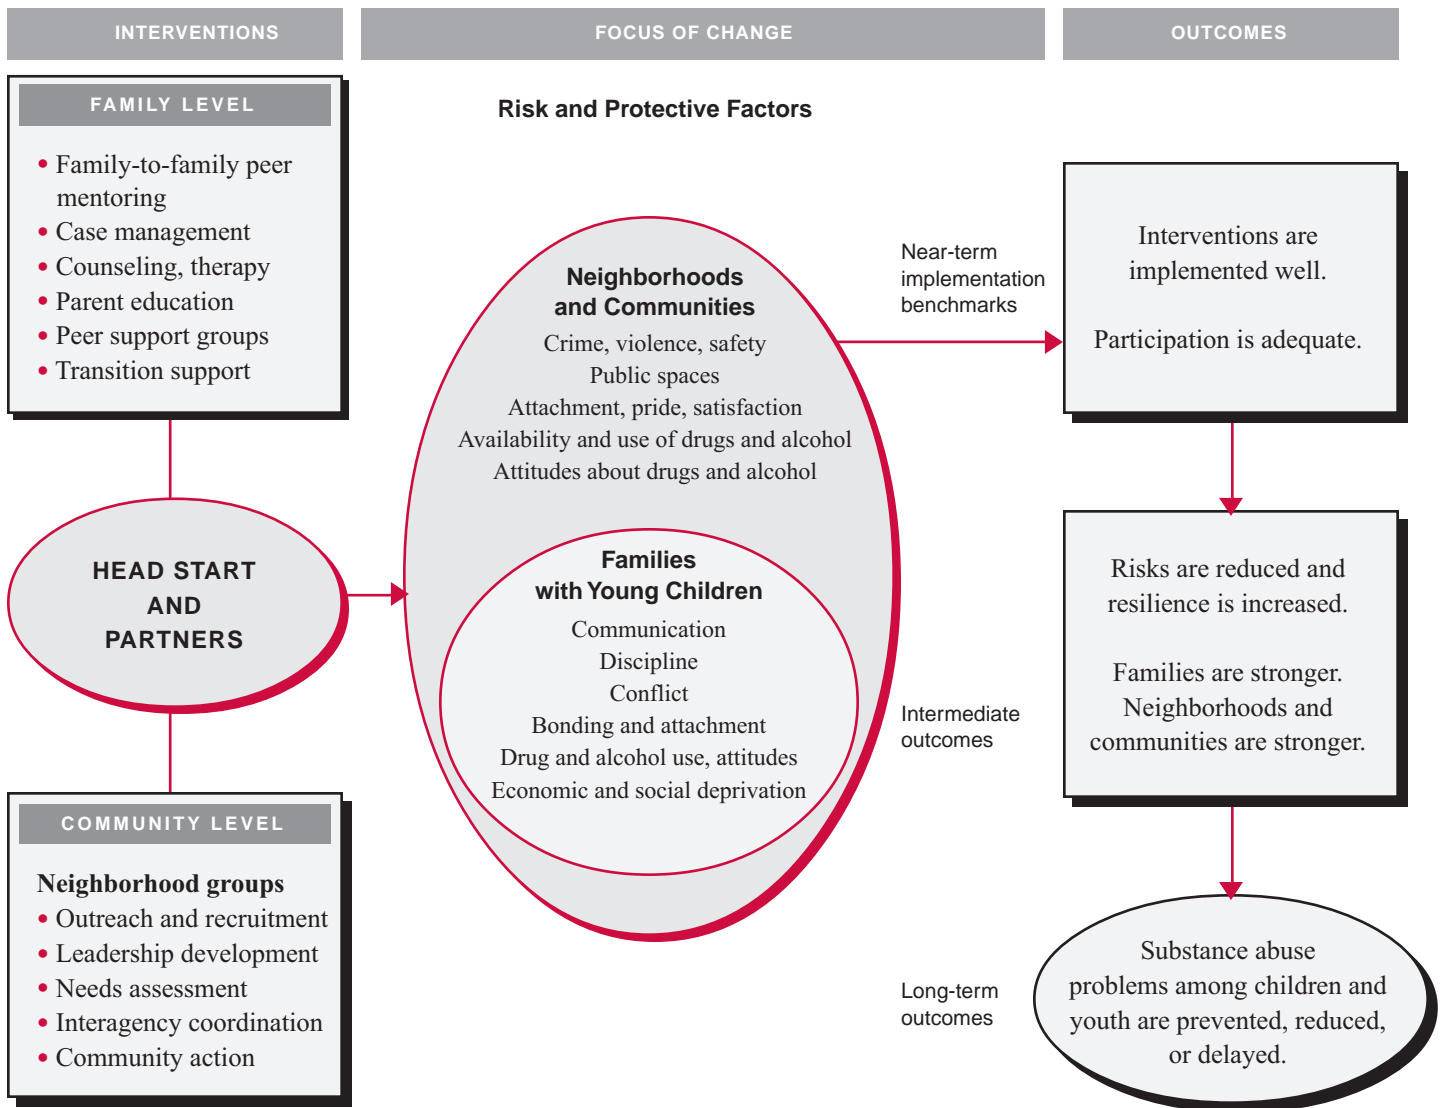 INTERVENTIONS
FOCUS OF CHANGE
OUTCOMES
FAMILY LEVEL
• Family-to-family peer
mentoring
• Case management
• Counseling, therapy
• Parent education
• Peer support groups
• Transition support
HEAD START
AND
PARTNERS
COMMUNITY LEVEL
Neighborhood groups
• Outreach and recruitment
• Leadership development
• Needs assessment
• Interagency coordination
• Community action
Risk and Protective Factors
Neighborhoods
and Communities
Crime, violence, safety
Public spaces
Attachment, pride, satisfaction
Availability and use of drugs and alcohol
Attitudes about drugs and alcohol
Families
with Young Children
Communication
Discipline
Conflict
Bonding and attachment
Drug and alcohol use, attitudes
Economic and social deprivation
Near-term
implementation
benchmarks
Interventions are
implemented well.
Participation is adequate.
Intermediate
outcomes
Risks are reduced and
resilience is increased.
Families are stronger.
Neighborhoods and
communities are stronger.
Long-term
outcomes
Substance abuse
problems among children and
youth are prevented, reduced,
or delayed.